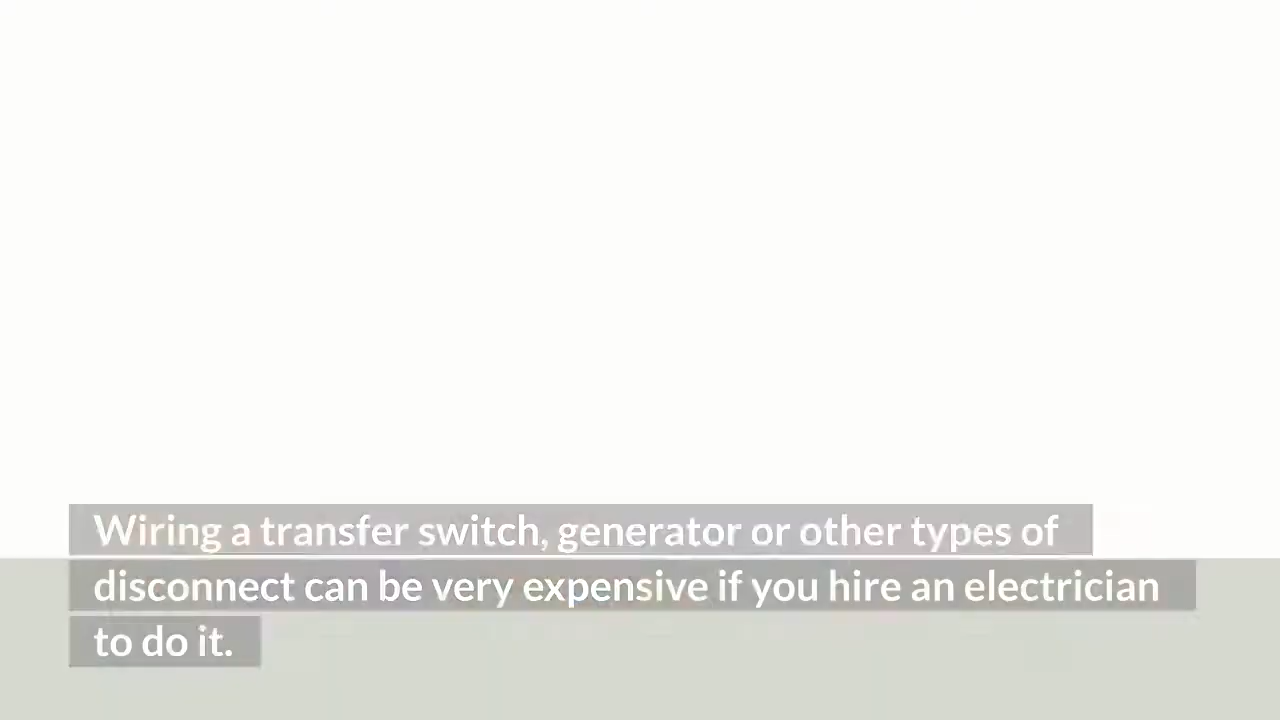 Wiring a transfer switch, generator or other types of
disconnect can be very expensive if you hire an electrician
to do it.